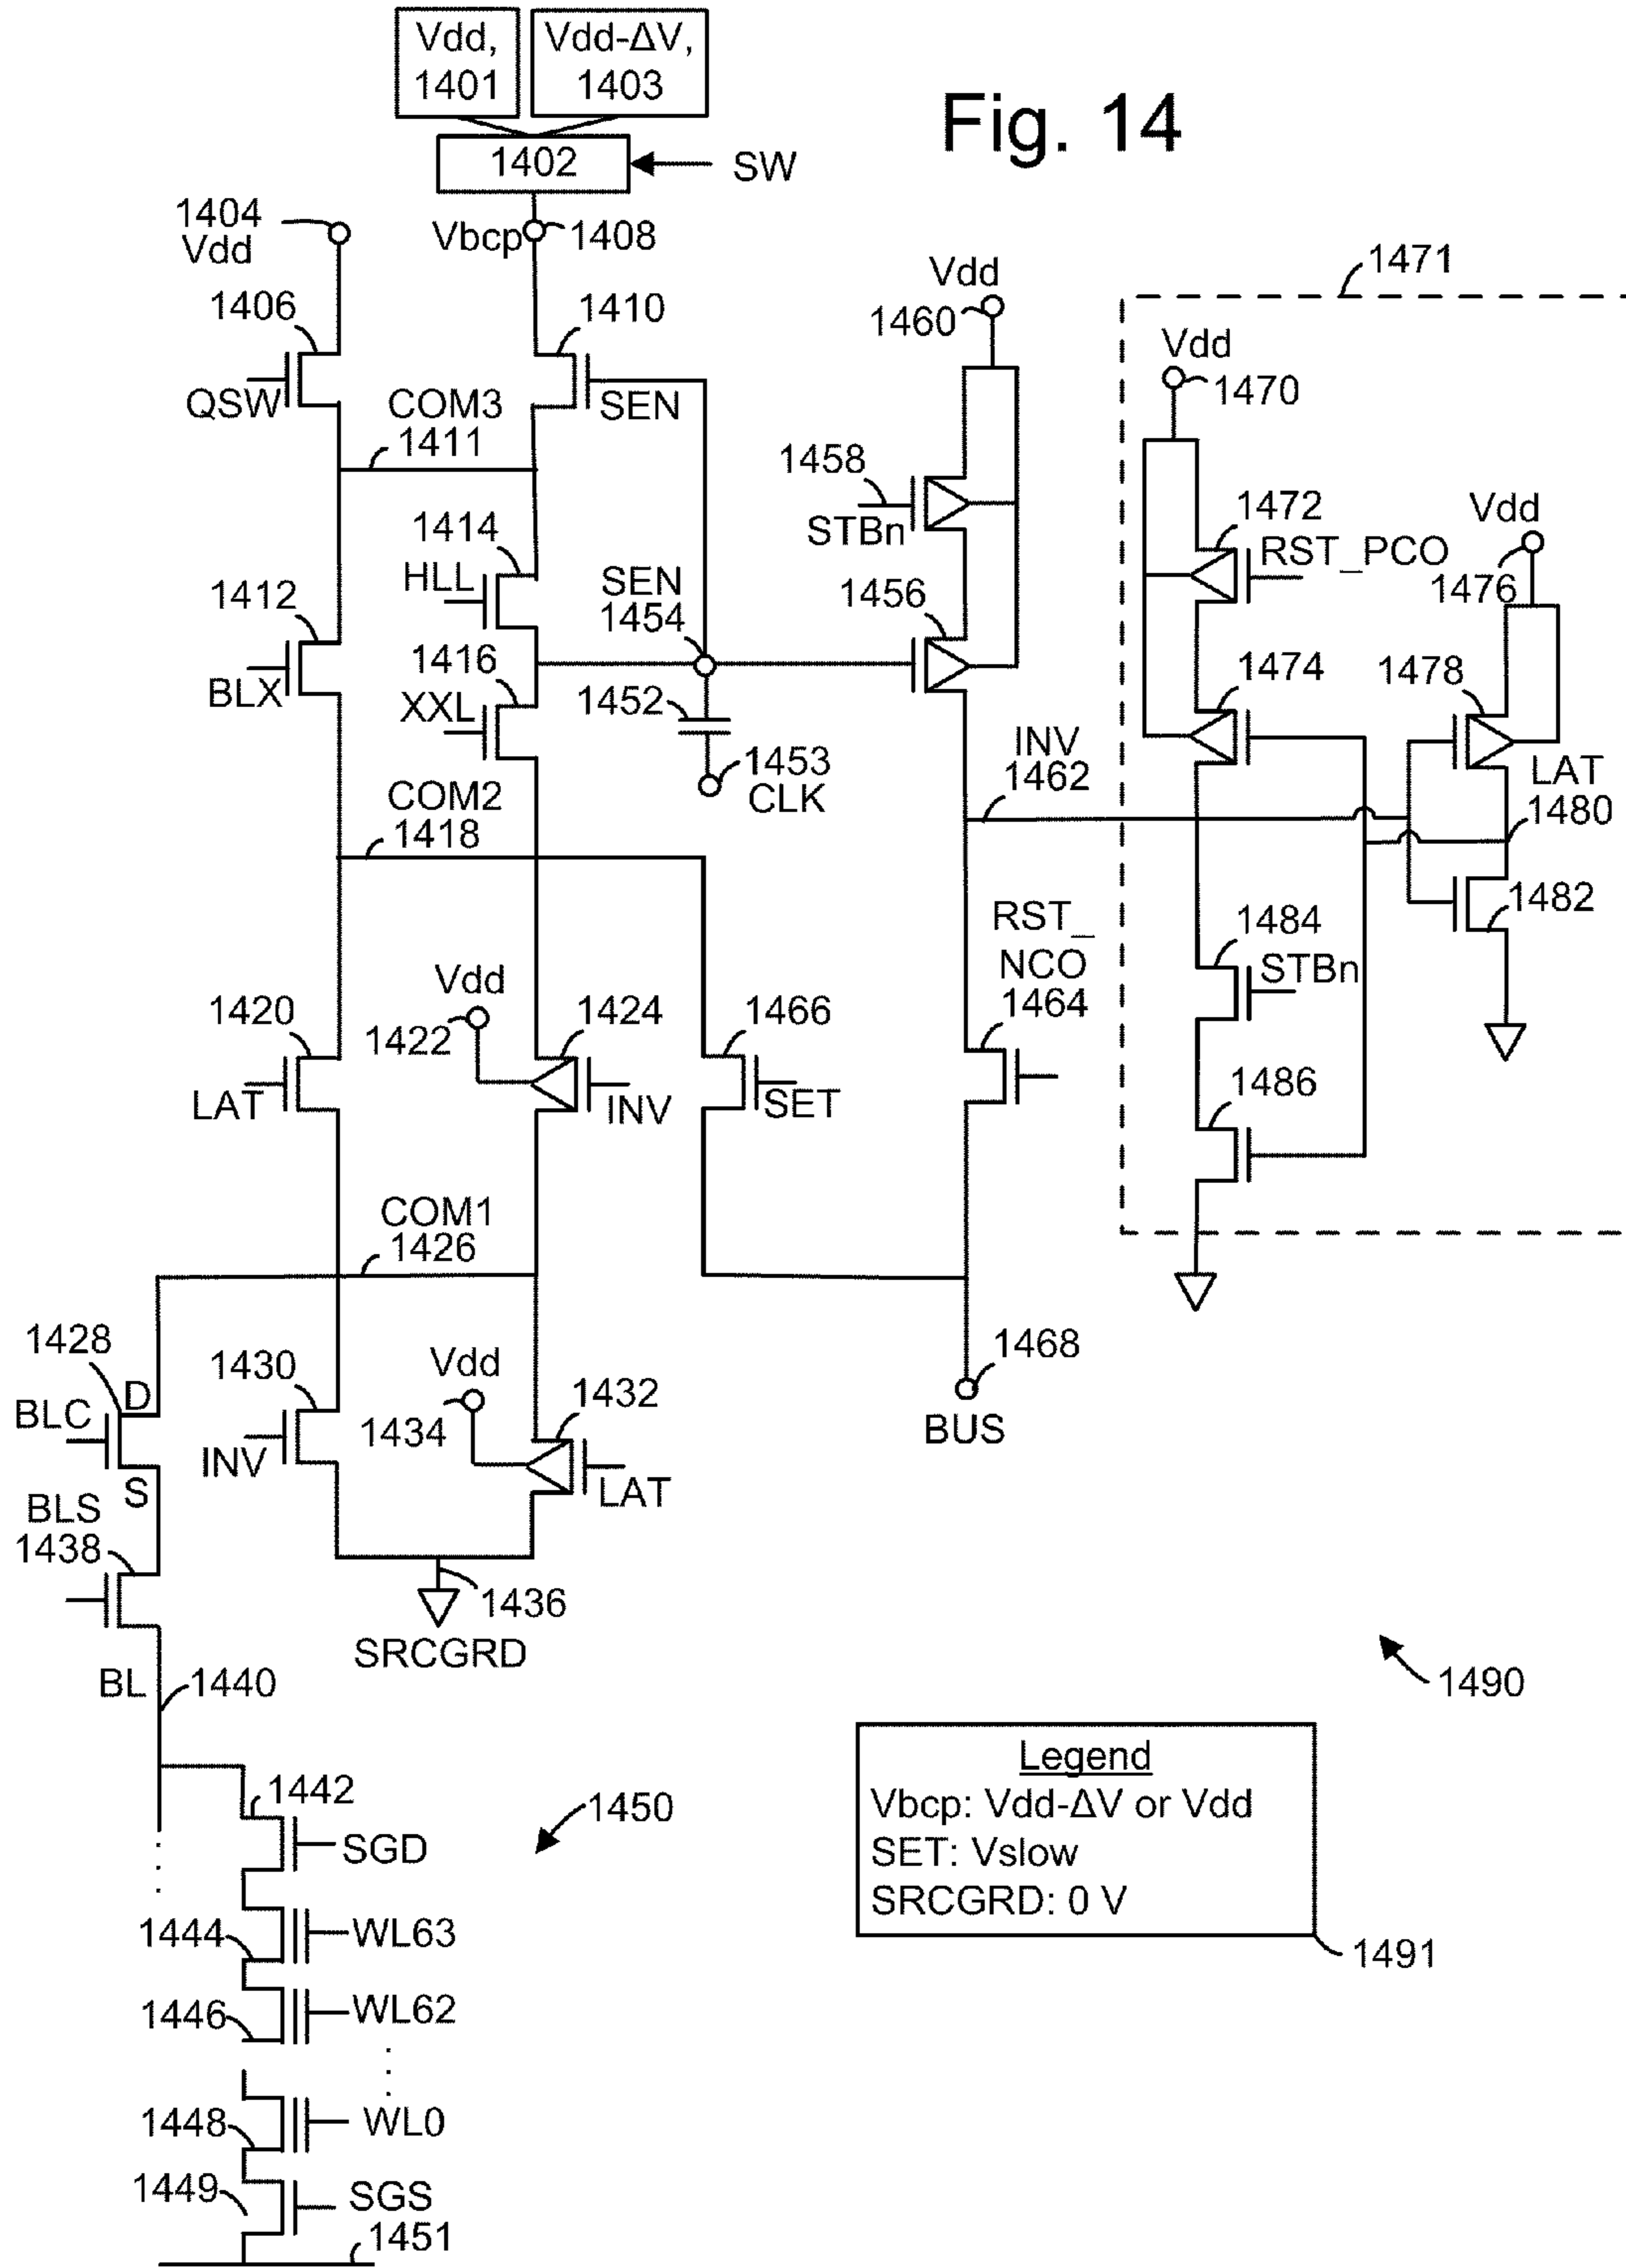 Vdd,
1401
Vdd-ΔV,
1403
Fig. 14
1402
SW
1404
Vdd
Vbcp
1408
1406
QSW
1410
SEN
COM3
1411
Vdd
1460
1471
Vdd
1470
1458
STBn
1472
RST_PCO
Vdd
1476
1414
HLL
SEN
1454
1412
BLX
1416
XXL
1452
1453
CLK
1456
1474
1478
INV
1462
LAT
1480
COM2
1418
1482
RST_
NCO
1464
1484
STBn
Vdd
1422
1420
LAT
1424
INV
1466
SET
1486
COM1
1426
1428
D
BLC
S
1430
INV
Vdd
1434
1432
LAT
1468
BUS
BLS
1438
1436
SRCGRD
BL
1440
1490
1442
SGD
1450
Legend
Vbcp: Vdd-ΔV or Vdd
SET: Vslow
SRCGRD: 0 V
1491
1444
WL63
1446
WL62
1448
WL0
1449
SGS
1451